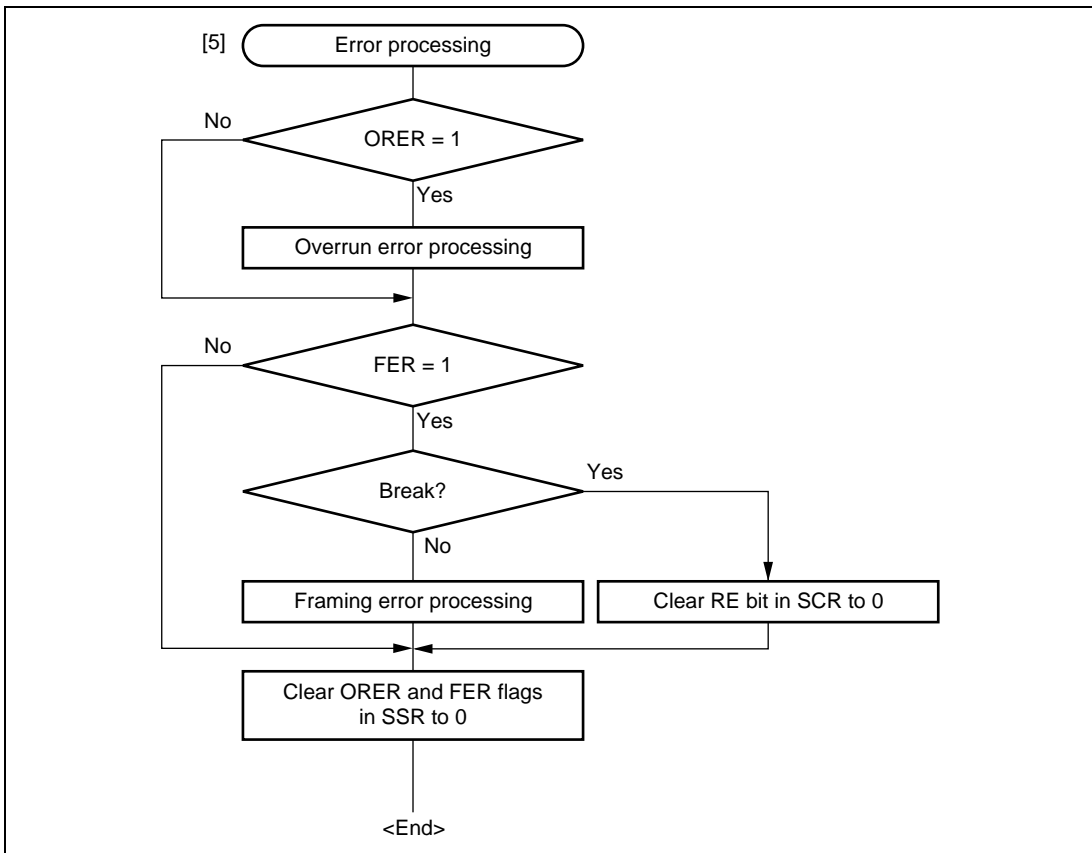 [5] Error processing
No
ORER = 1
Yes
Overrun error processing
No
FER = 1
Yes
Yes
Break?
No
Framing error processing
Clear RE bit in SCR to 0
Clear ORER and FER flags
in SSR to 0
<End>